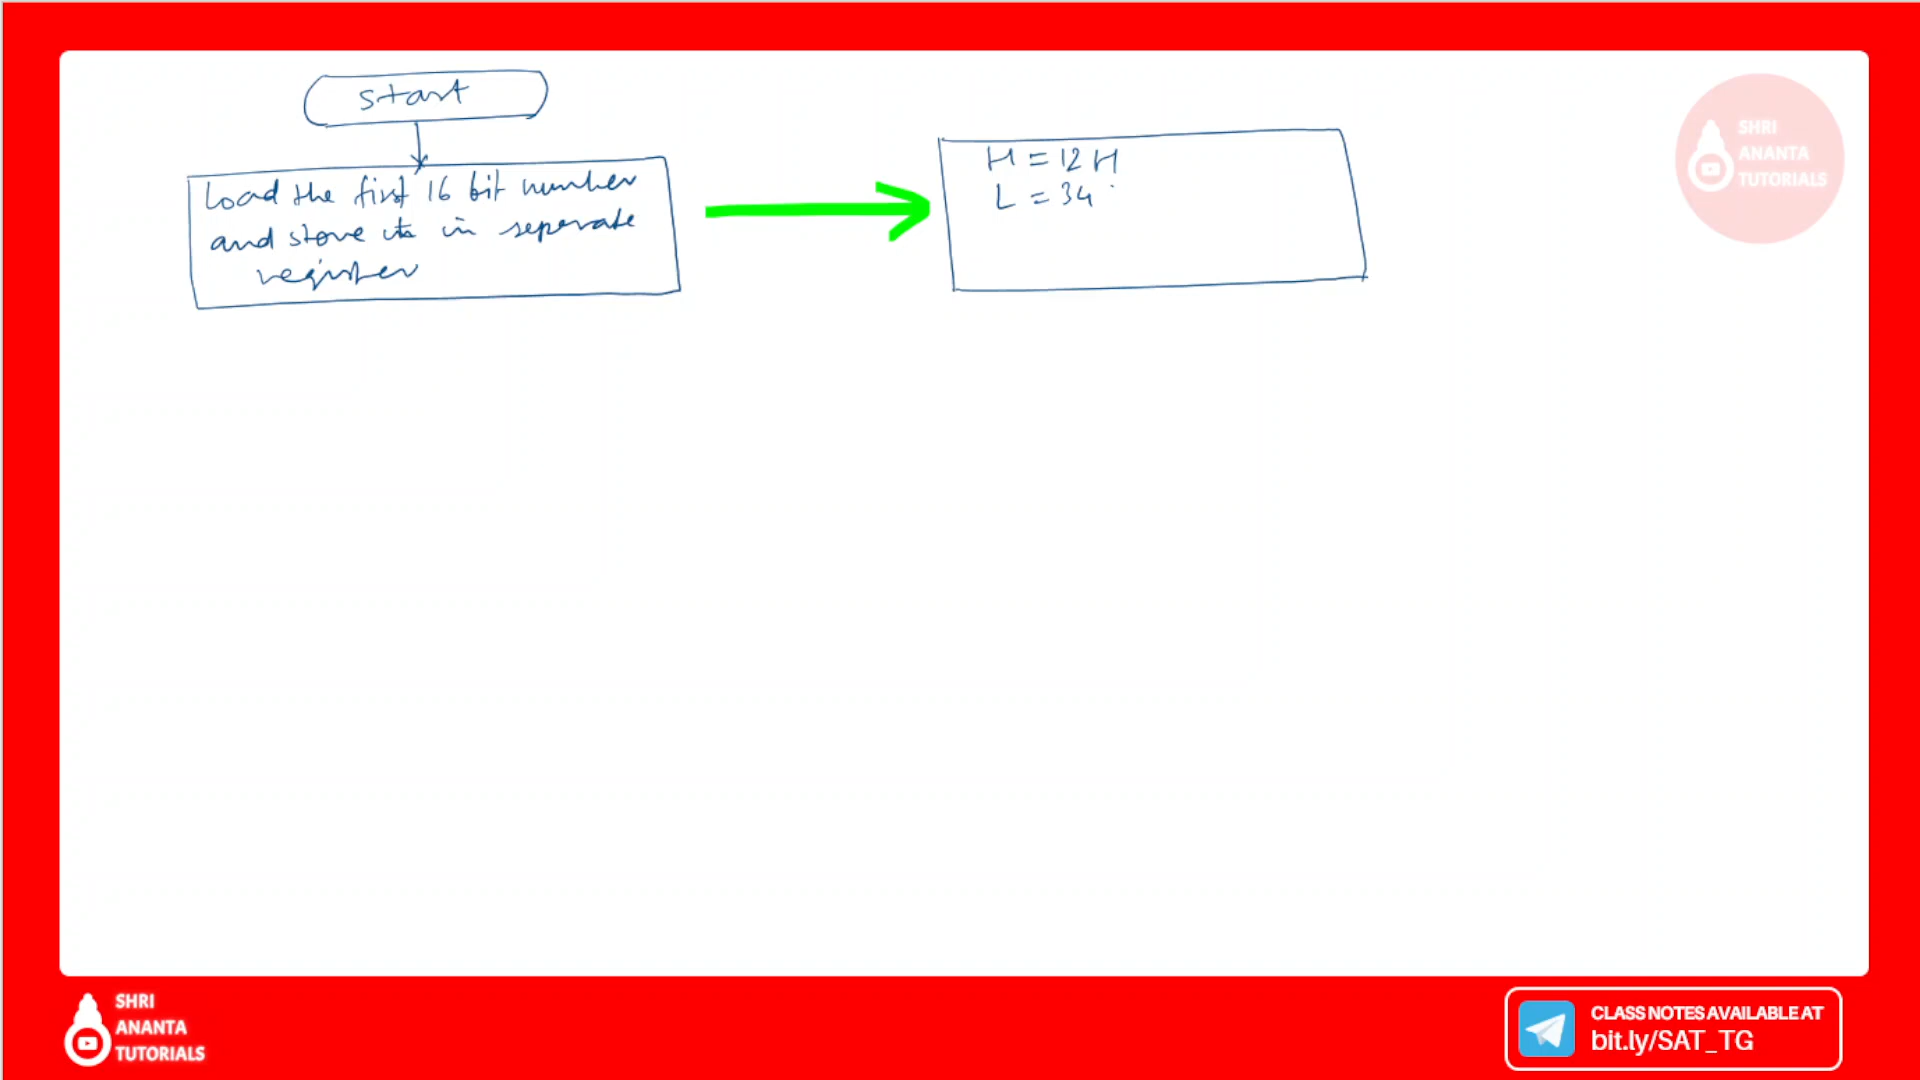 start
Load the first 16 bit number
and store its in seperate
register
H = 12 H
L = 34
SHRI
ANANTA
TUTORIALS
SHRI
ANANTA
TUTORIALS
CLASS NOTES AVAILABLE AT
bit.ly/SAT_TG